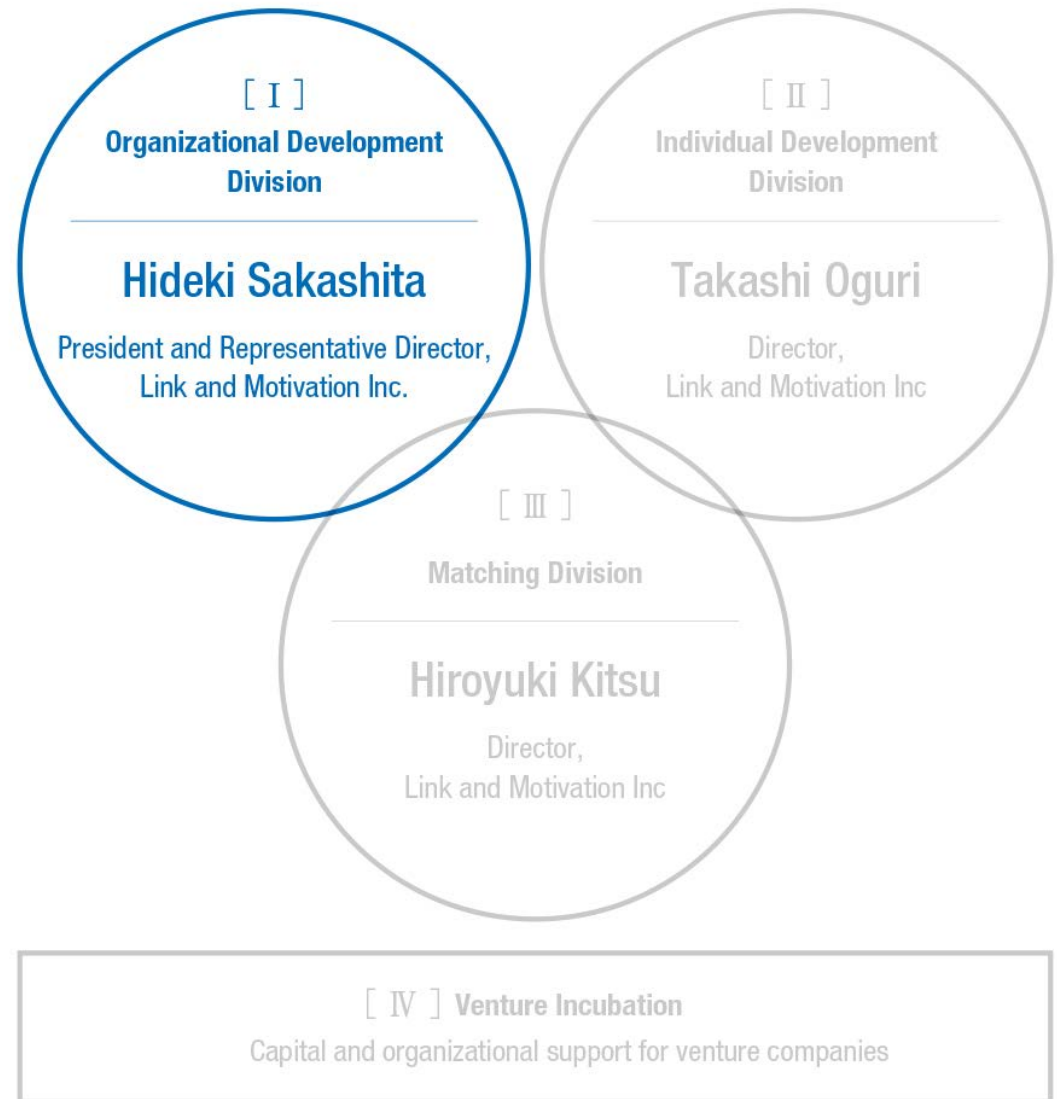 ［ Ⅰ ］
Organizational Development
Division
Hideki Sakashita
President and Representative Director,
Link and Motivation Inc.
［ Ⅱ ］
Individual Development
Division
Takashi Oguri
Director,
Link and Motivation Inc
［ Ⅲ ］
Matching Division
Hiroyuki Kitsu
Director,
Link and Motivation Inc
［ Ⅳ ］ Venture Incubation
Capital and organizational support for venture companies